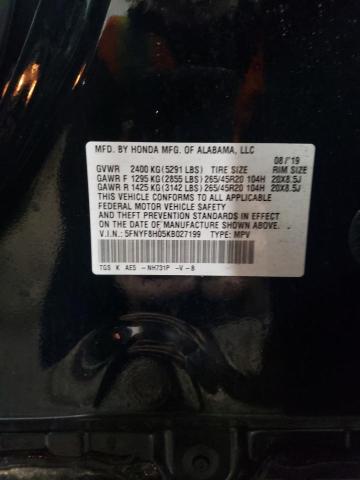 MFD. BY HONDA MFG. OF ALABAMA, LLC 08/'19
GVWR 2400 KG(5291 LBS) TIRE SIZE RIM SIZE
GAWR F 1295 KG(2855 LBS)265/45R20 104H 20X8.5J
GAWR R 1425 KG(3142 LBS)265/45R20 104H 20X8.5J
THIS VEHICLE CONFORMS TO ALL APPLICABLE
FEDERAL MOTOR VEHICLE SAFETY
AND THEFT PREVENTION STANDARDS IN EFFECT
ON THE DATE OF MANUFACTURE SHOWN ABOVE.
V.I.N.: 5FNYF8H05KB027199 TYPE: MPV
TGS K AE5 -NH731P -V-B